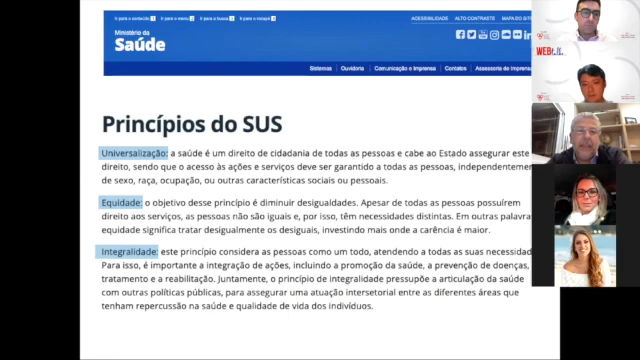 Ir para o conteúdo 1 Ir para o menu 2 Ir para a busca 3 Ir para o rodapé 4
ACESSIBILIDADE ALTO CONTRASTE MAPA DO SIT
Ministério da
Saúde
Sistemas Ouvidoria Comunicação e Imprensa Contatos Assessoria de Imprensa
Princípios do SUS
Universalização: a saúde é um direito de cidadania de todas as pessoas e cabe ao Estado assegurar este
direito, sendo que o acesso às ações e serviços deve ser garantido a todas as pessoas, independentemen
de sexo, raça, ocupação, ou outras características sociais ou pessoais.
Equidade: o objetivo desse princípio é diminuir desigualdades. Apesar de todas as pessoas possuírem
direito aos serviços, as pessoas não são iguais e, por isso, têm necessidades distintas. Em outras palavra
equidade significa tratar desigualmente os desiguais, investindo mais onde a carência é maior.
Integralidade: este princípio considera as pessoas como um todo, atendendo a todas as suas necessidad
Para isso, é importante a integração de ações, incluindo a promoção da saúde, a prevenção de doenças,
tratamento e a reabilitação. Juntamente, o princípio de integralidade pressupõe a articulação da saúde
com outras políticas públicas, para assegurar uma atuação intersetorial entre as diferentes áreas que
tenham repercussão na saúde e qualidade de vida dos indivíduos.